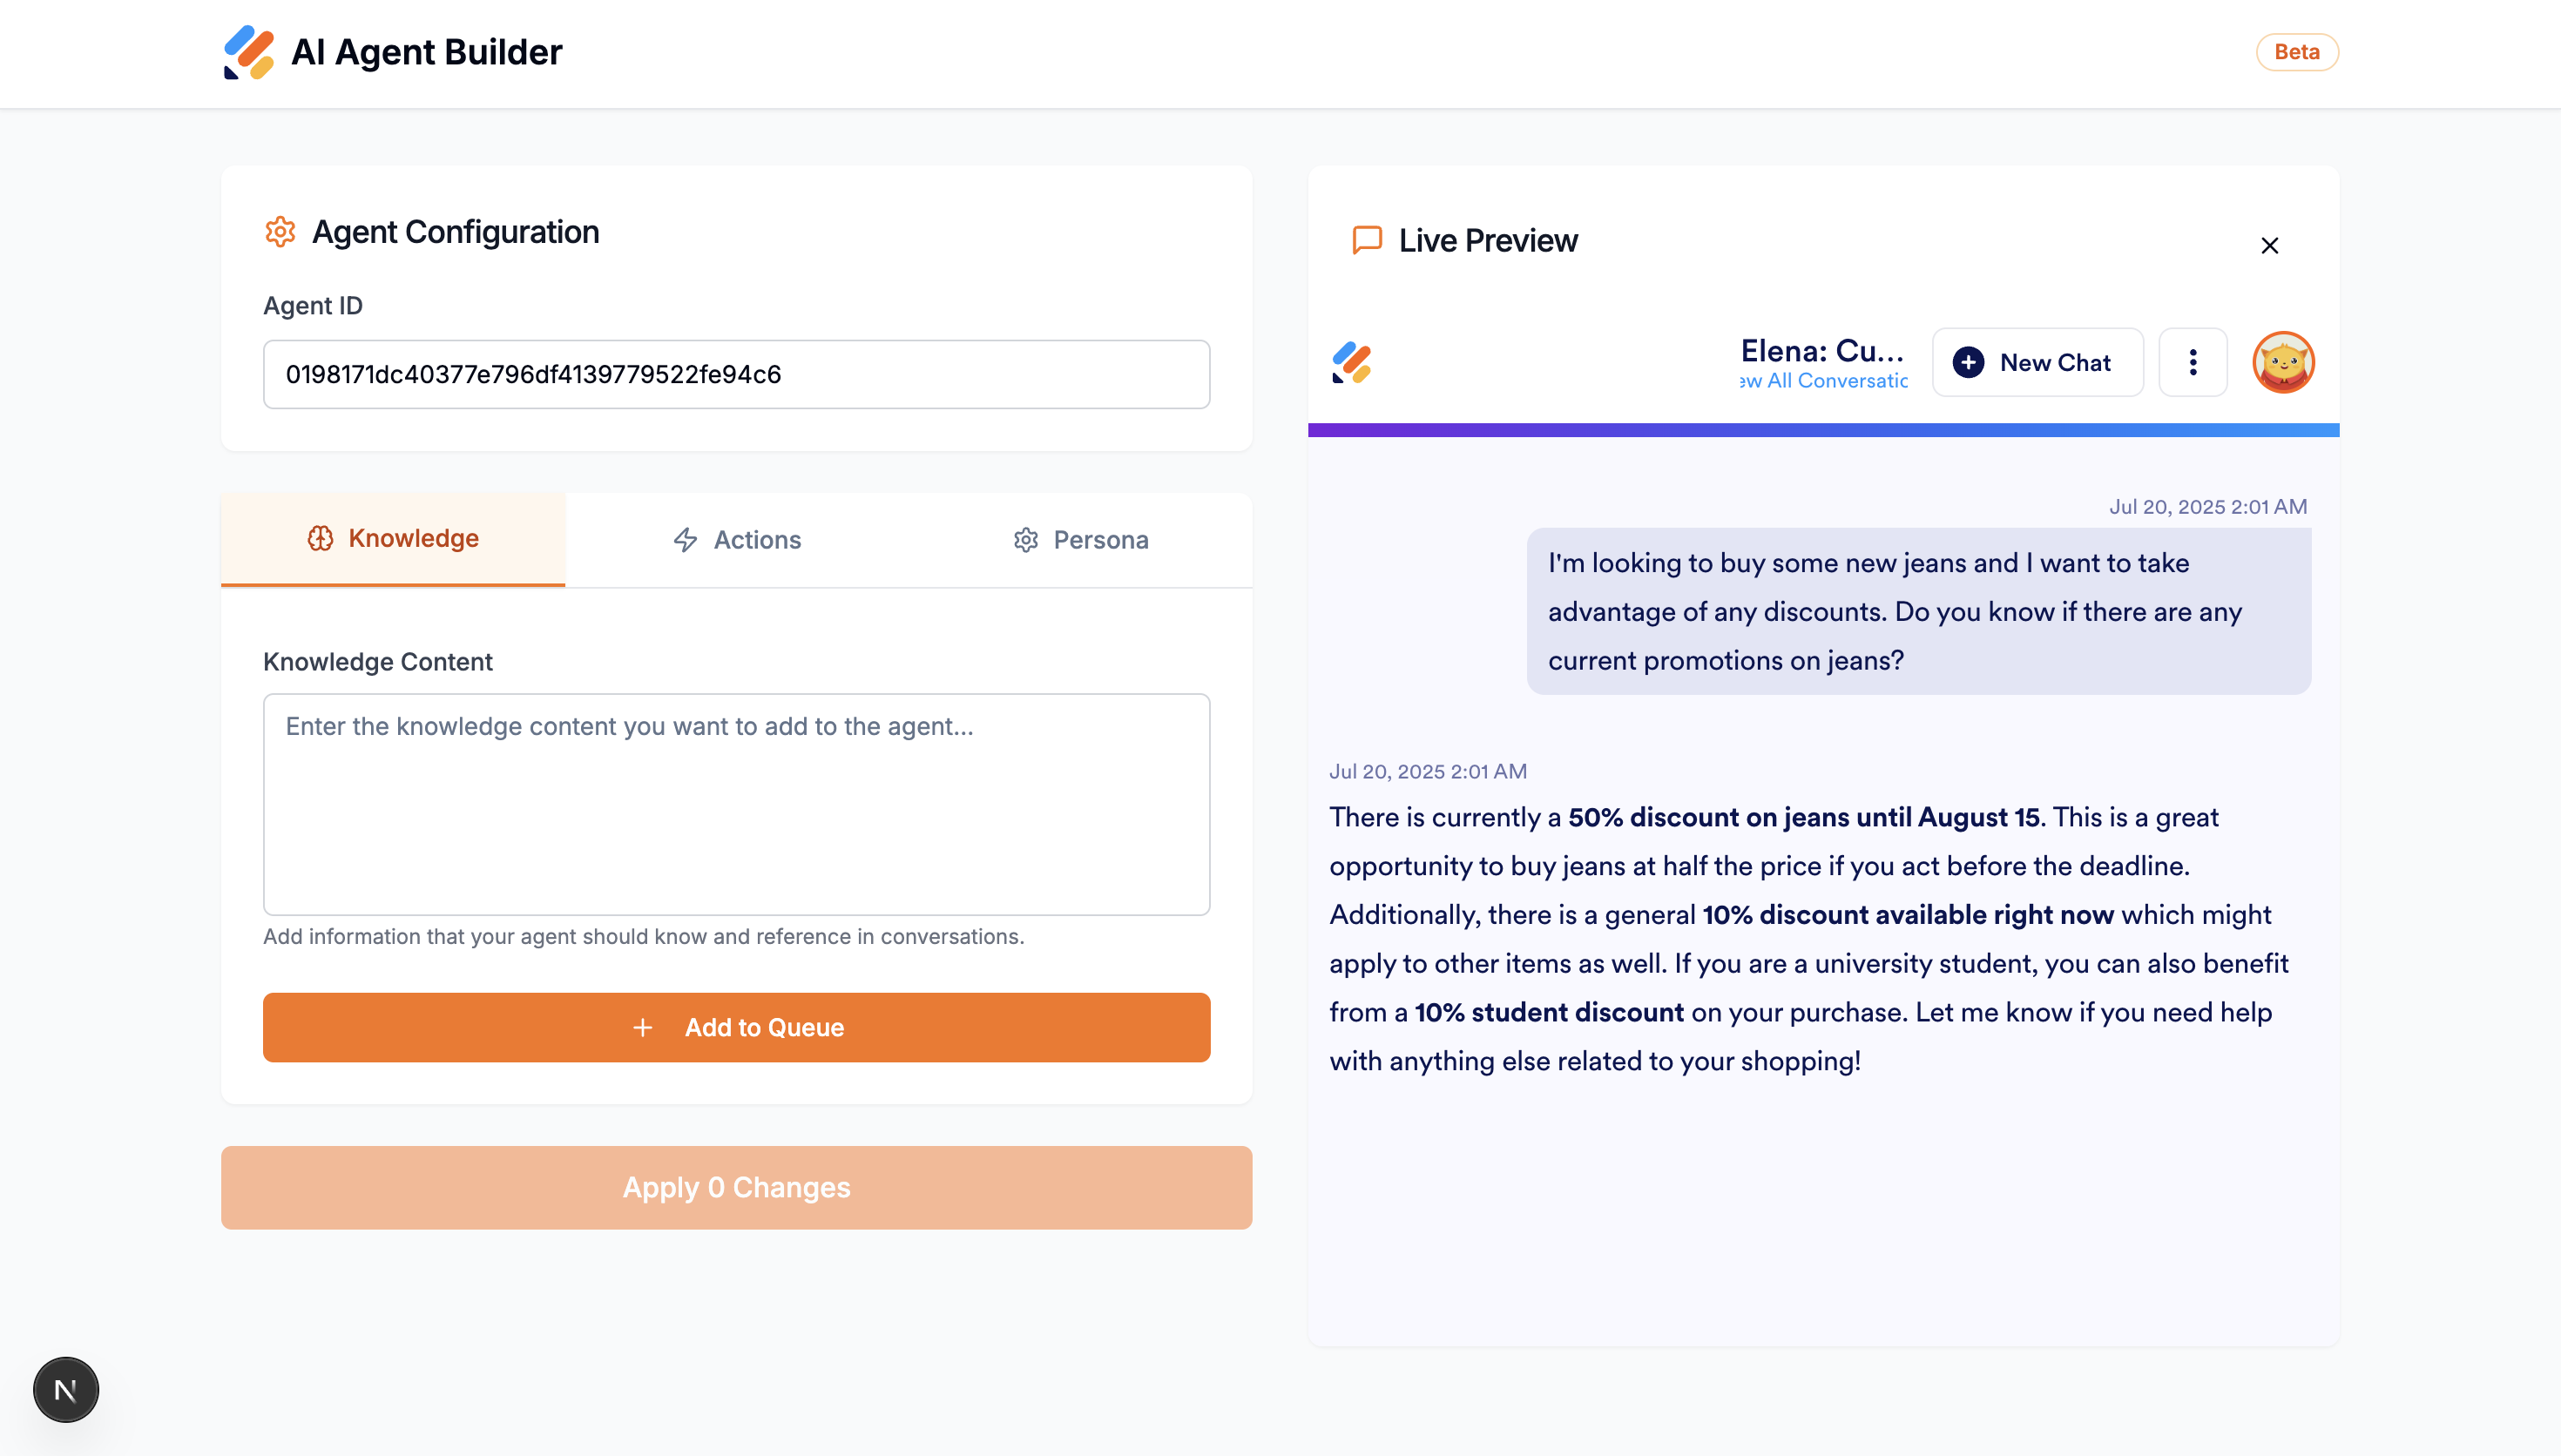 AI Agent Builder
Beta
Agent Configuration
Agent ID
0198171dc40377e796df4139779522fe94c6
Knowledge
Actions
Persona
Knowledge Content
Enter the knowledge content you want to add to the agent...
Add information that your agent should know and reference in conversations.
Add to Queue
Apply 0 Changes
N
Live Preview
Elena: Cu...
ew All Conversatic
New Chat
Jul 20, 2025 2:01 AM
I'm looking to buy some new jeans and I want to take
advantage of any discounts. Do you know if there are any
current promotions on jeans?
Jul 20, 2025 2:01 AM
There is currently a 50% discount on jeans until August 15. This is a great
opportunity to buy jeans at half the price if you act before the deadline.
Additionally, there is a general 10% discount available right now which might
apply to other items as well. If you are a university student, you can also benefit
from a 10% student discount on your purchase. Let me know if you need help
with anything else related to your shopping!